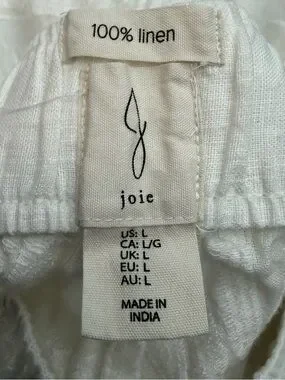 100% linen
joie
US: L
CA: L/G
UK: L
EU: L
AU: L
MADE IN
INDIA